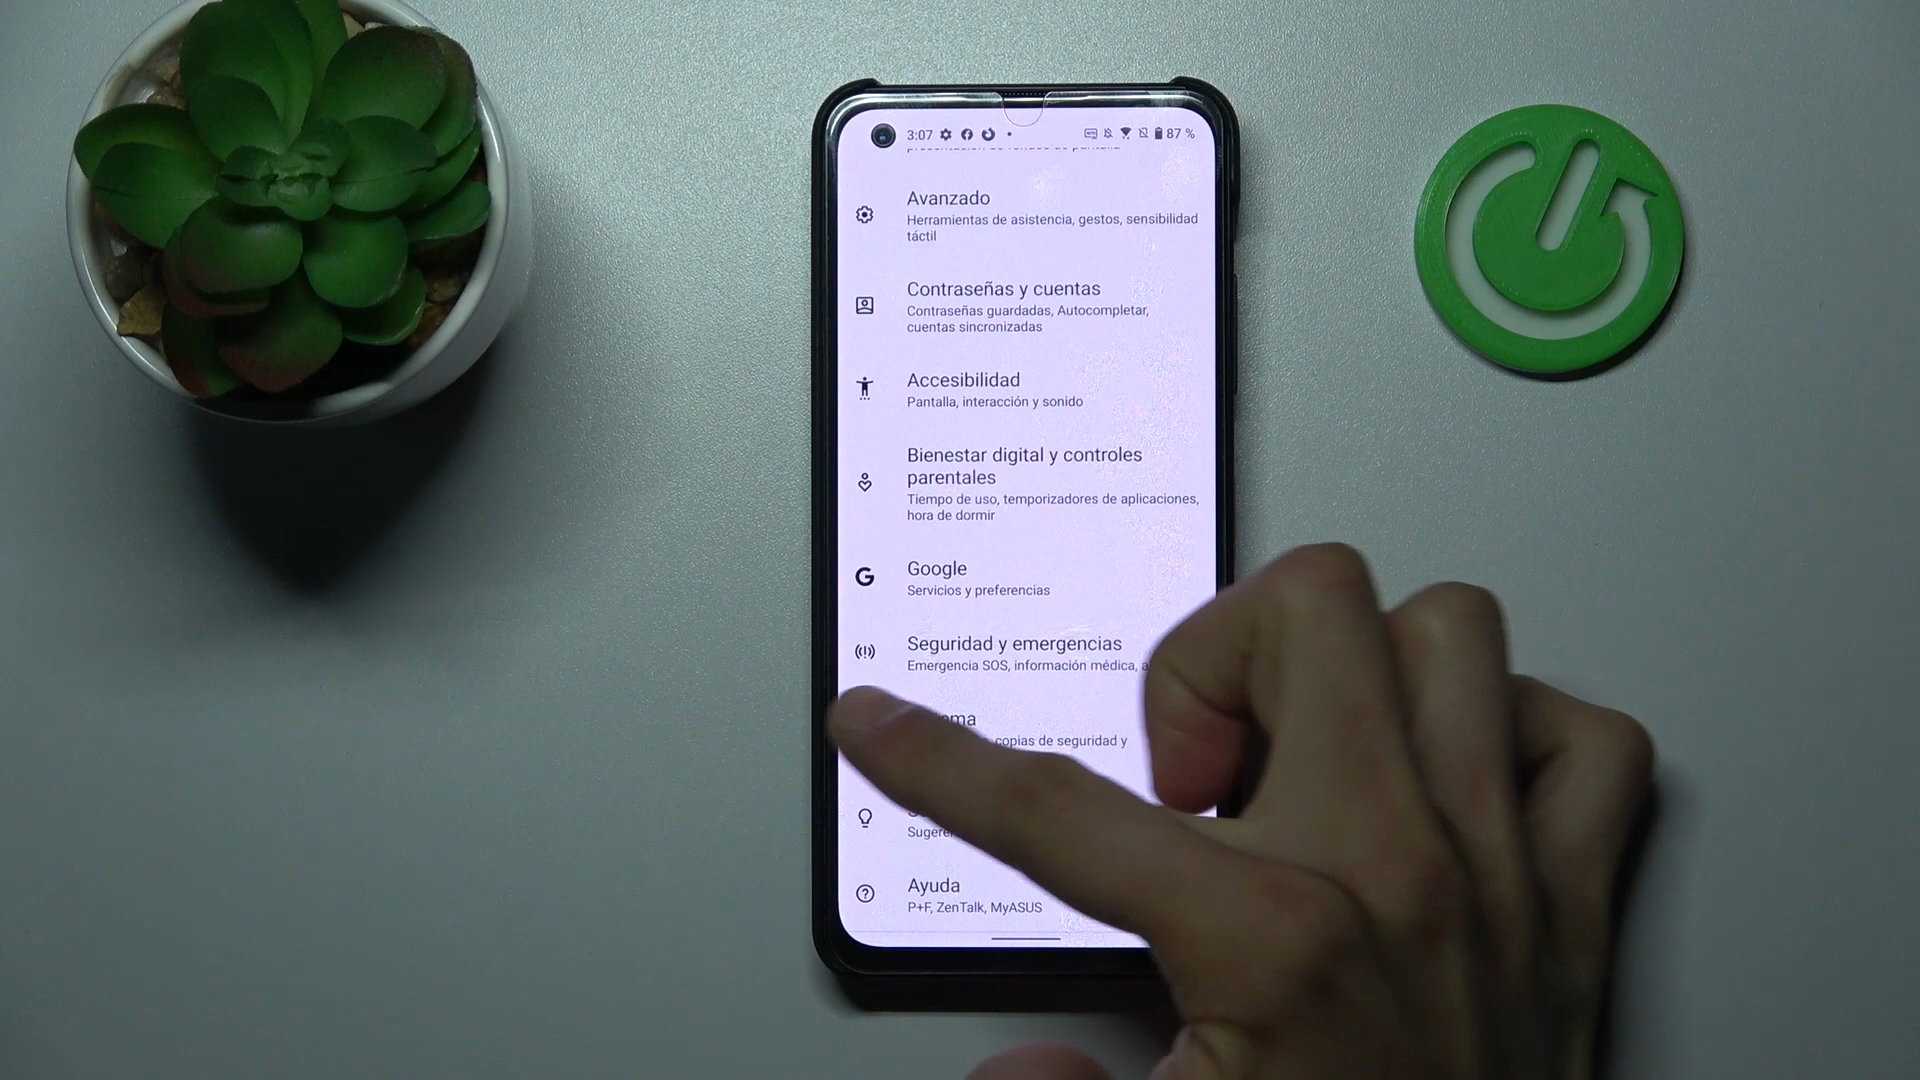 3:07
87 %
Avanzado
Herramientas de asistencia, gestos, sensibilidad
táctil
Contraseñas y cuentas
Contraseñas guardadas, Autocompletar,
cuentas sincronizadas
Accesibilidad
Pantalla, interacción y sonido
Bienestar digital y controles
parentales
Tiempo de uso, temporizadores de aplicaciones,
hora de dormir
Google
Servicios y preferencias
Seguridad y emergencias
Emergencia SOS, información médica,
copias de seguridad y
Ayuda
P+F, ZenTalk, MyASUS